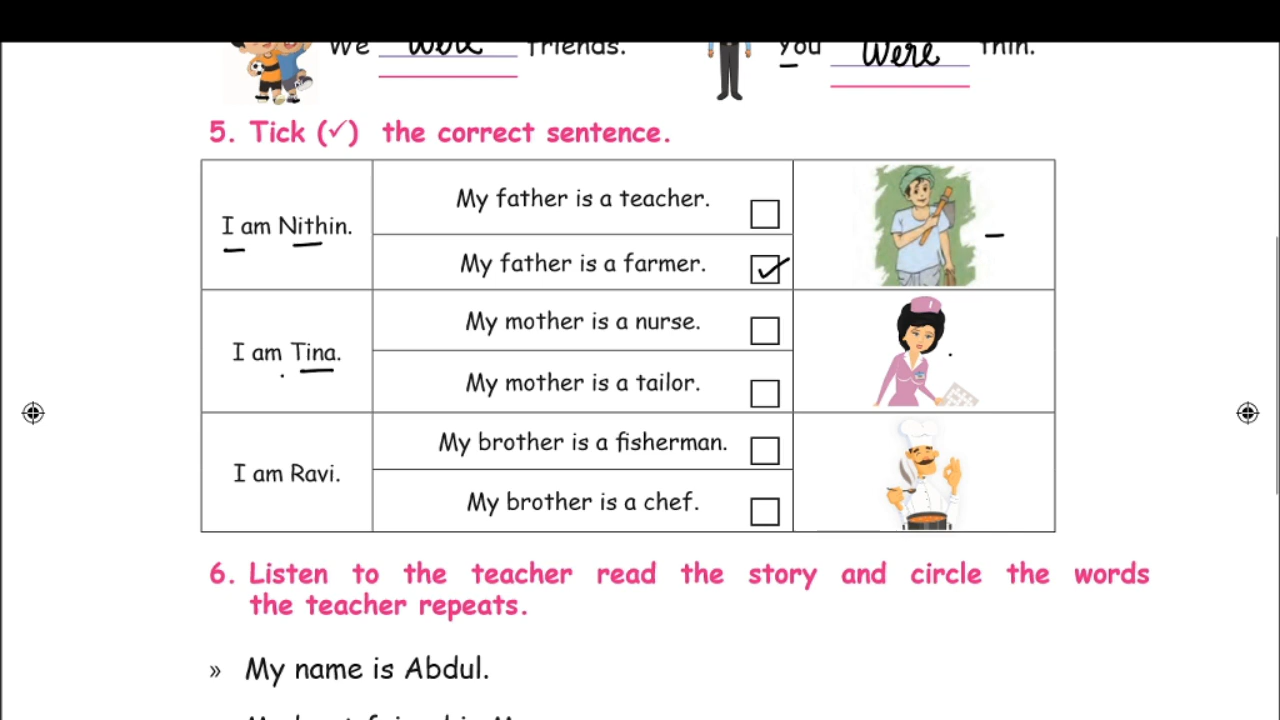 We were friends.
You were thin.
5. Tick (✓) the correct sentence.
I am Nithin.
My father is a teacher.
My father is a farmer. ✓
I am Tina.
My mother is a nurse.
My mother is a tailor.
I am Ravi.
My brother is a fisherman.
My brother is a chef.
6. Listen to the teacher read the story and circle the words
the teacher repeats.
» My name is Abdul.